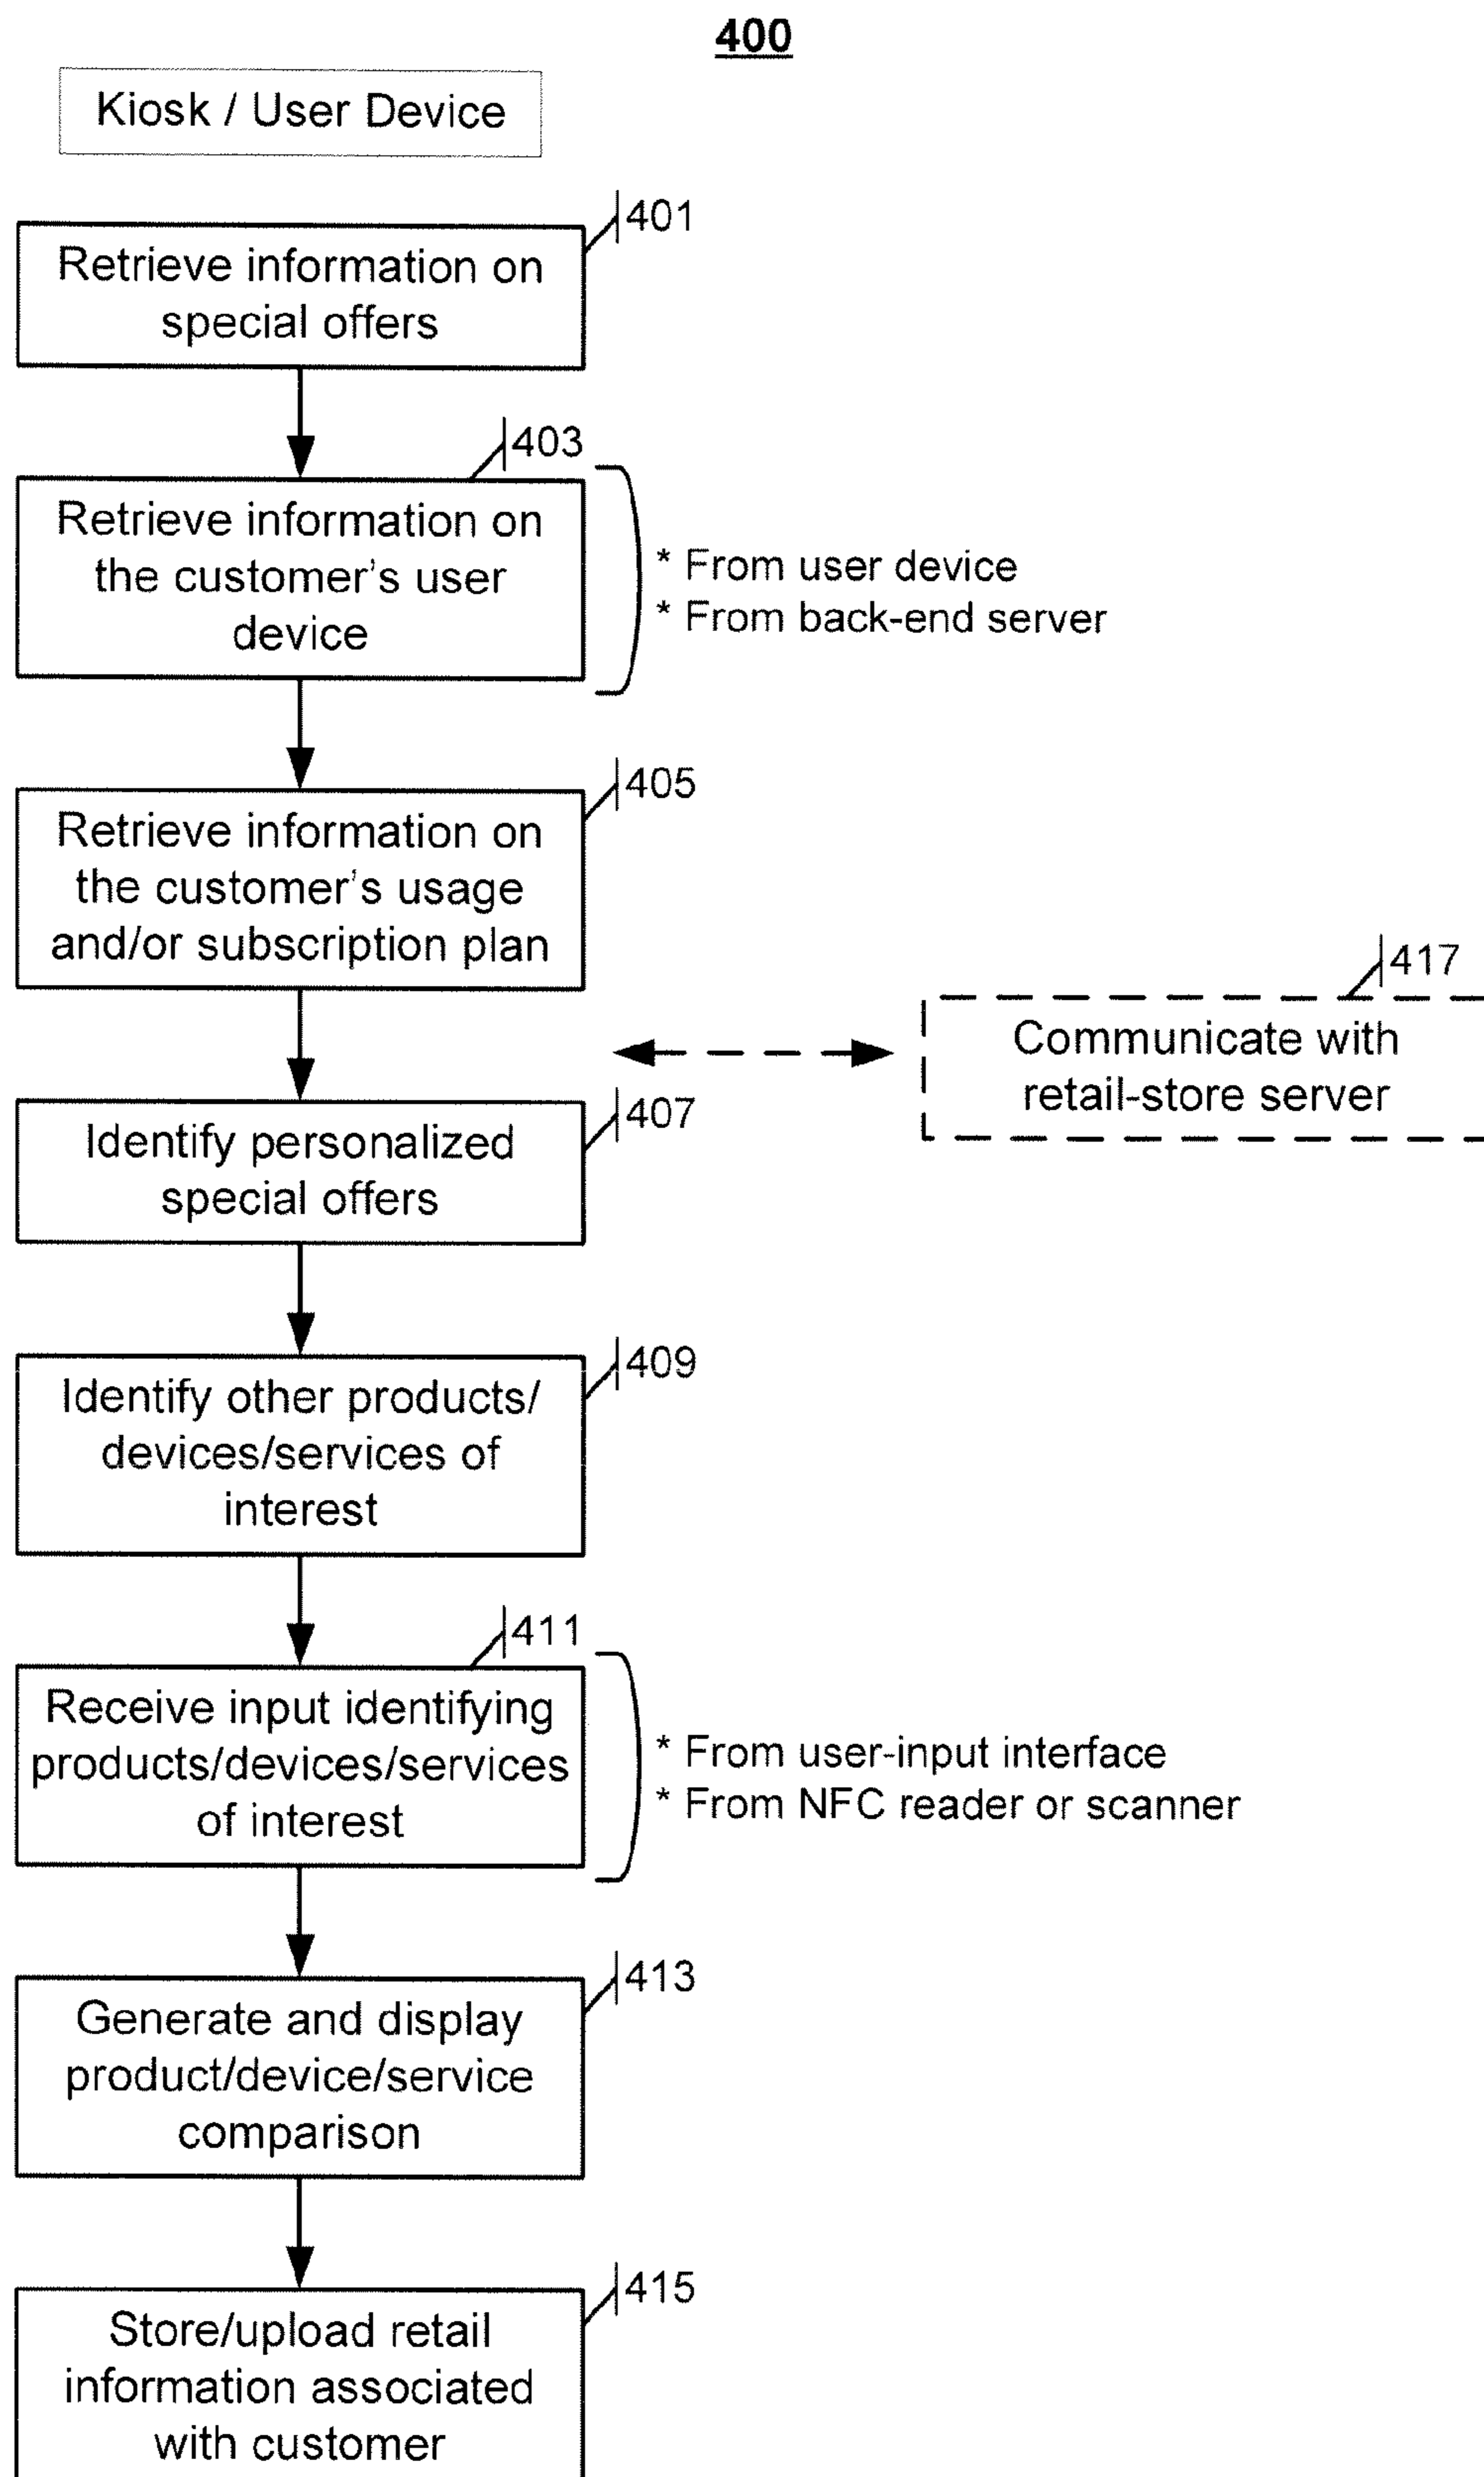 400
Kiosk / User Device
401
Retrieve information on
special offers
403
Retrieve information on
the customer's user
device
* From user device
* From back-end server
405
Retrieve information on
the customer's usage
and/or subscription plan
417
Communicate with
retail-store server
407
Identify personalized
special offers
409
Identify other products/
devices/services of
interest
411
Receive input identifying
products/devices/services
of interest
* From user-input interface
* From NFC reader or scanner
413
Generate and display
product/device/service
comparison
415
Store/upload retail
information associated
with customer